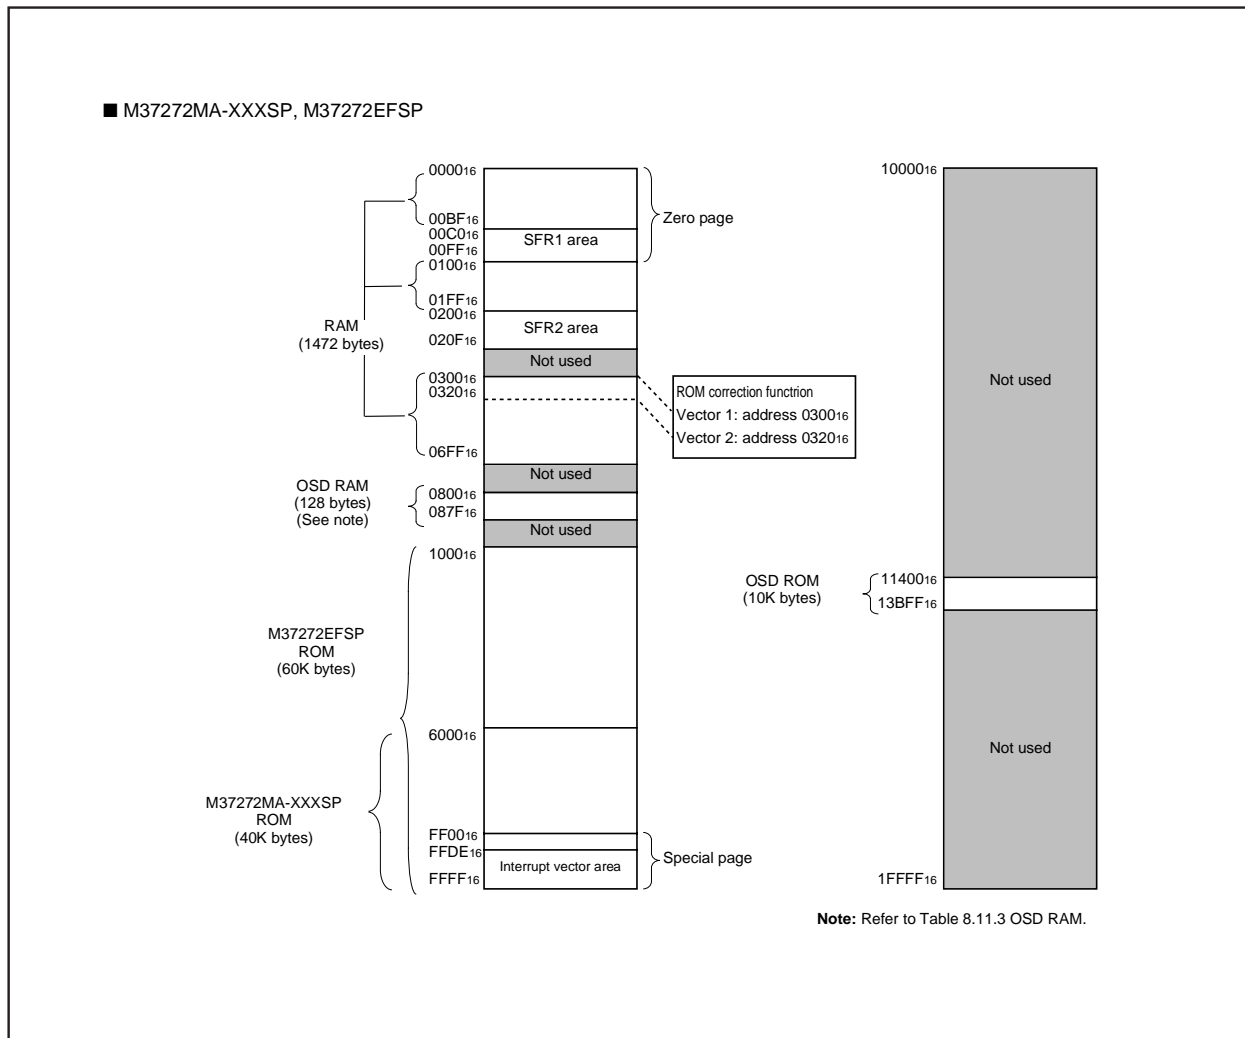 ■ M37272MA-XXXSP, M37272EFSP
000016
00BF16
00C016
00FF16
010016
01FF16
020016
020F16
030016
032016
06FF16
080016
087F16
100016
600016
FF0016
FFDE16
FFFF16
RAM
(1472 bytes)
OSD RAM
(128 bytes)
(See note)
M37272EFSP
ROM
(60K bytes)
M37272MA-XXXSP
ROM
(40K bytes)
SFR1 area
SFR2 area
Not used
Not used
Not used
Interrupt vector area
Zero page
ROM correction functrion
Vector 1: address 030016
Vector 2: address 032016
Special page
1000016
Not used
OSD ROM
(10K bytes)
1140016
13BFF16
Not used
1FFFF16
Note: Refer to Table 8.11.3 OSD RAM.